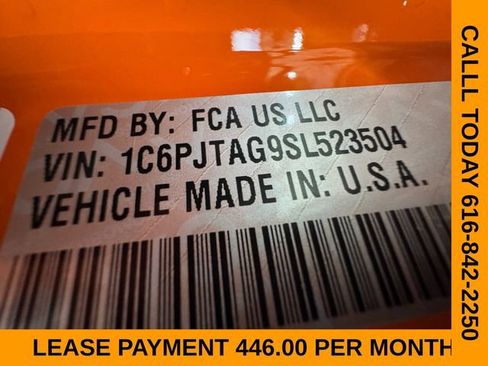 MFD BY: FCA US LLC
VIN: 1C6PJTAG9SL523504
VEHICLE MADE IN: U.S.A.
CALLL TODAY 616-842-2250
LEASE PAYMENT 446.00 PER MONTH